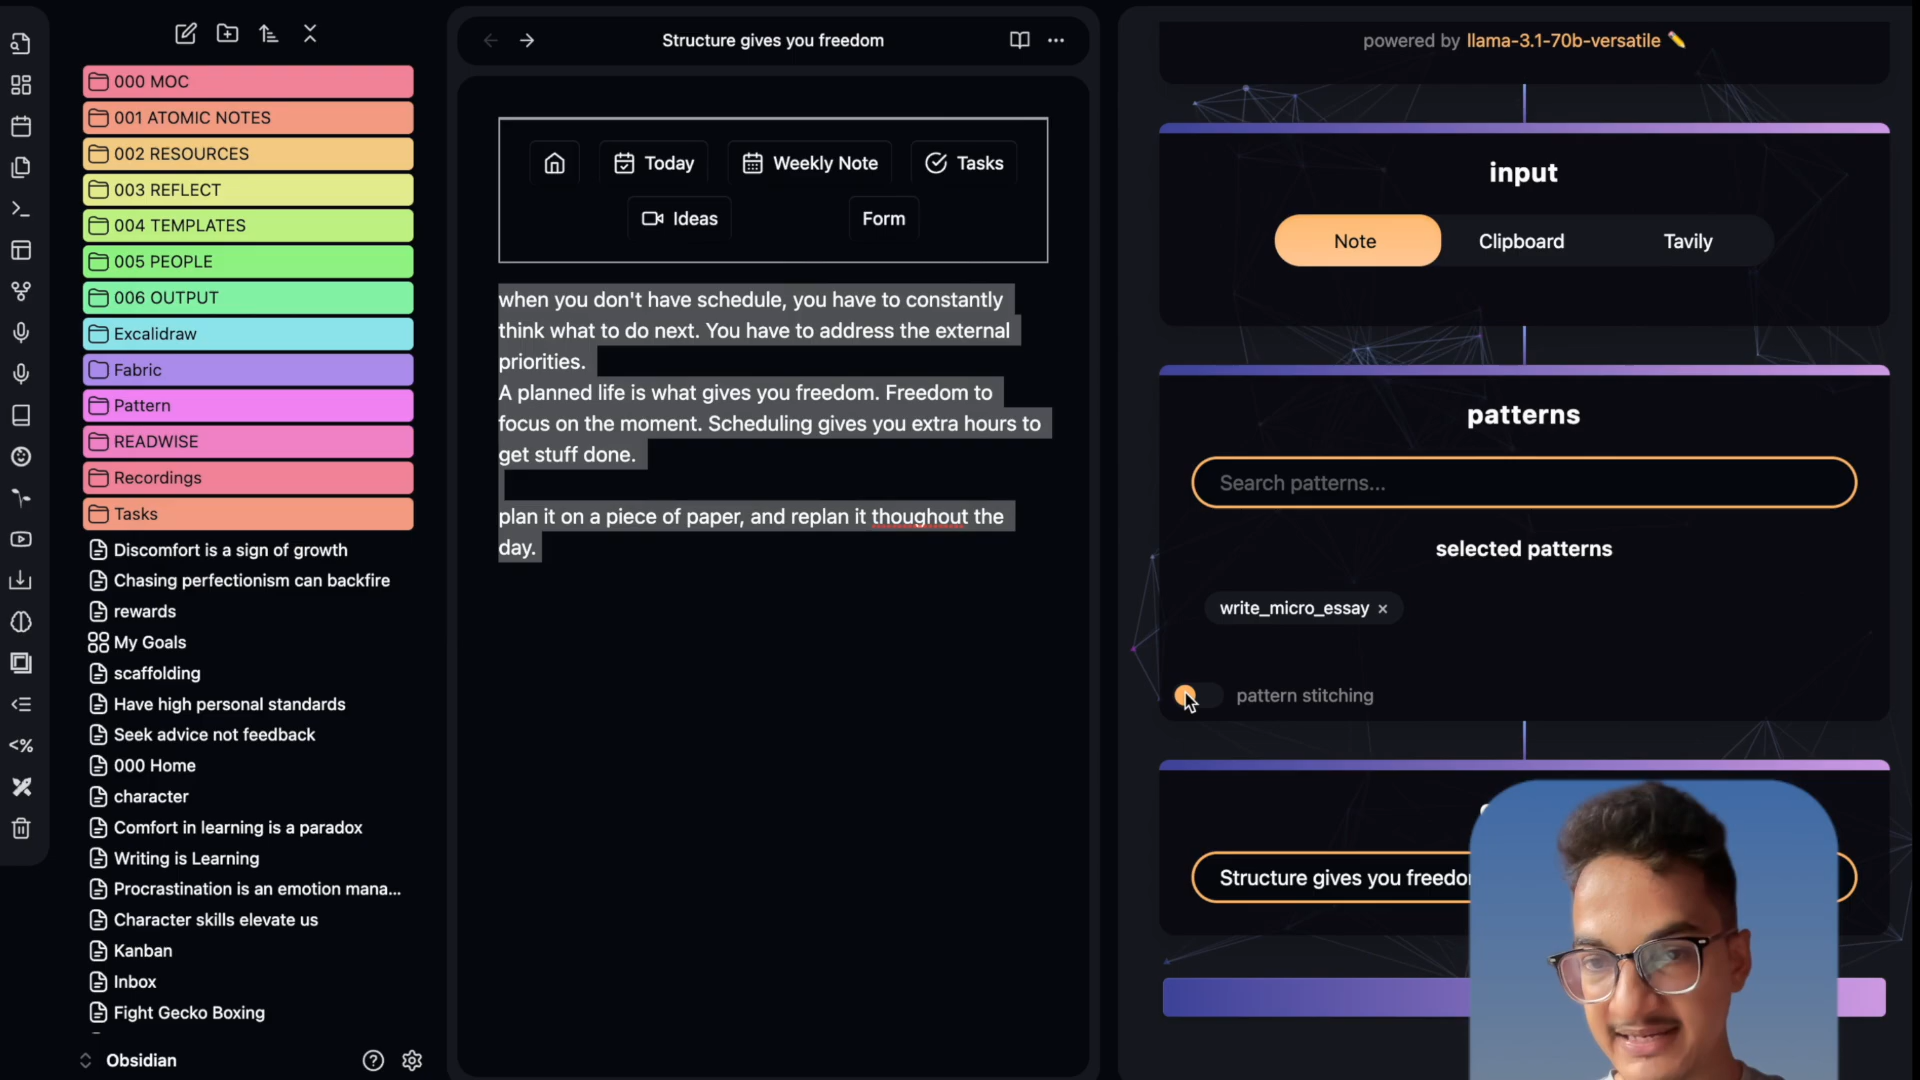 000 MOC
001 ATOMIC NOTES
002 RESOURCES
003 REFLECT
004 TEMPLATES
005 PEOPLE
006 OUTPUT
Excalidraw
Fabric
Pattern
READWISE
Recordings
Tasks
Discomfort is a sign of growth
Chasing perfectionism can backfire
rewards
My Goals
scaffolding
Have high personal standards
Seek advice not feedback
000 Home
character
Comfort in learning is a paradox
Writing is Learning
Procrastination is an emotion mana...
Character skills elevate us
Kanban
Inbox
Fight Gecko Boxing
Obsidian
Structure gives you freedom
Today
Weekly Note
Tasks
Ideas
Form
when you don't have schedule, you have to constantly
think what to do next. You have to address the external
priorities.
A planned life is what gives you freedom. Freedom to
focus on the moment. Scheduling gives you extra hours to
get stuff done.
plan it on a piece of paper, and replan it thoughout the
day.
powered by llama-3.1-70b-versatile ✏️
input
Note
Clipboard
Tavily
patterns
Search patterns...
selected patterns
write_micro_essay ×
pattern stitching
Structure gives you freedo